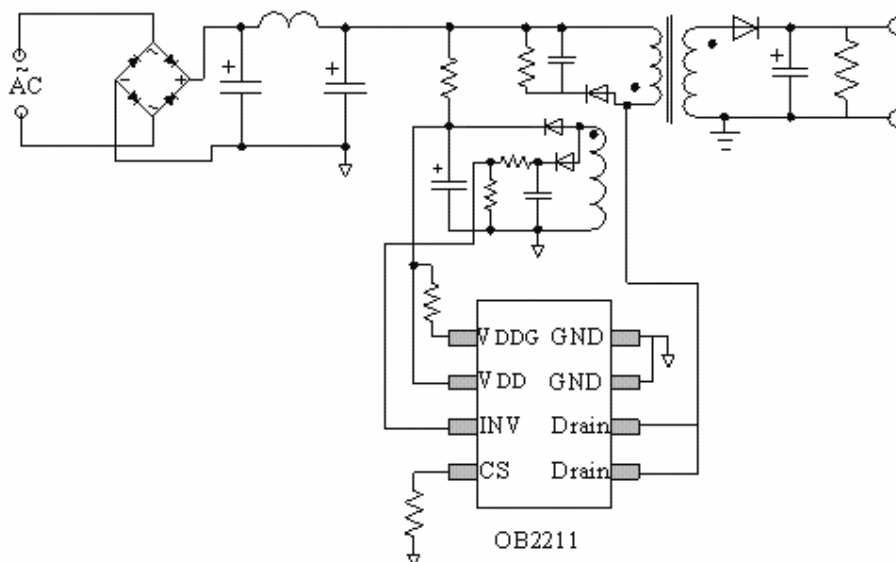 ~
AC
+
+
+
+
VDDG GND
VDD GND
INV Drain
CS Drain
OB2211